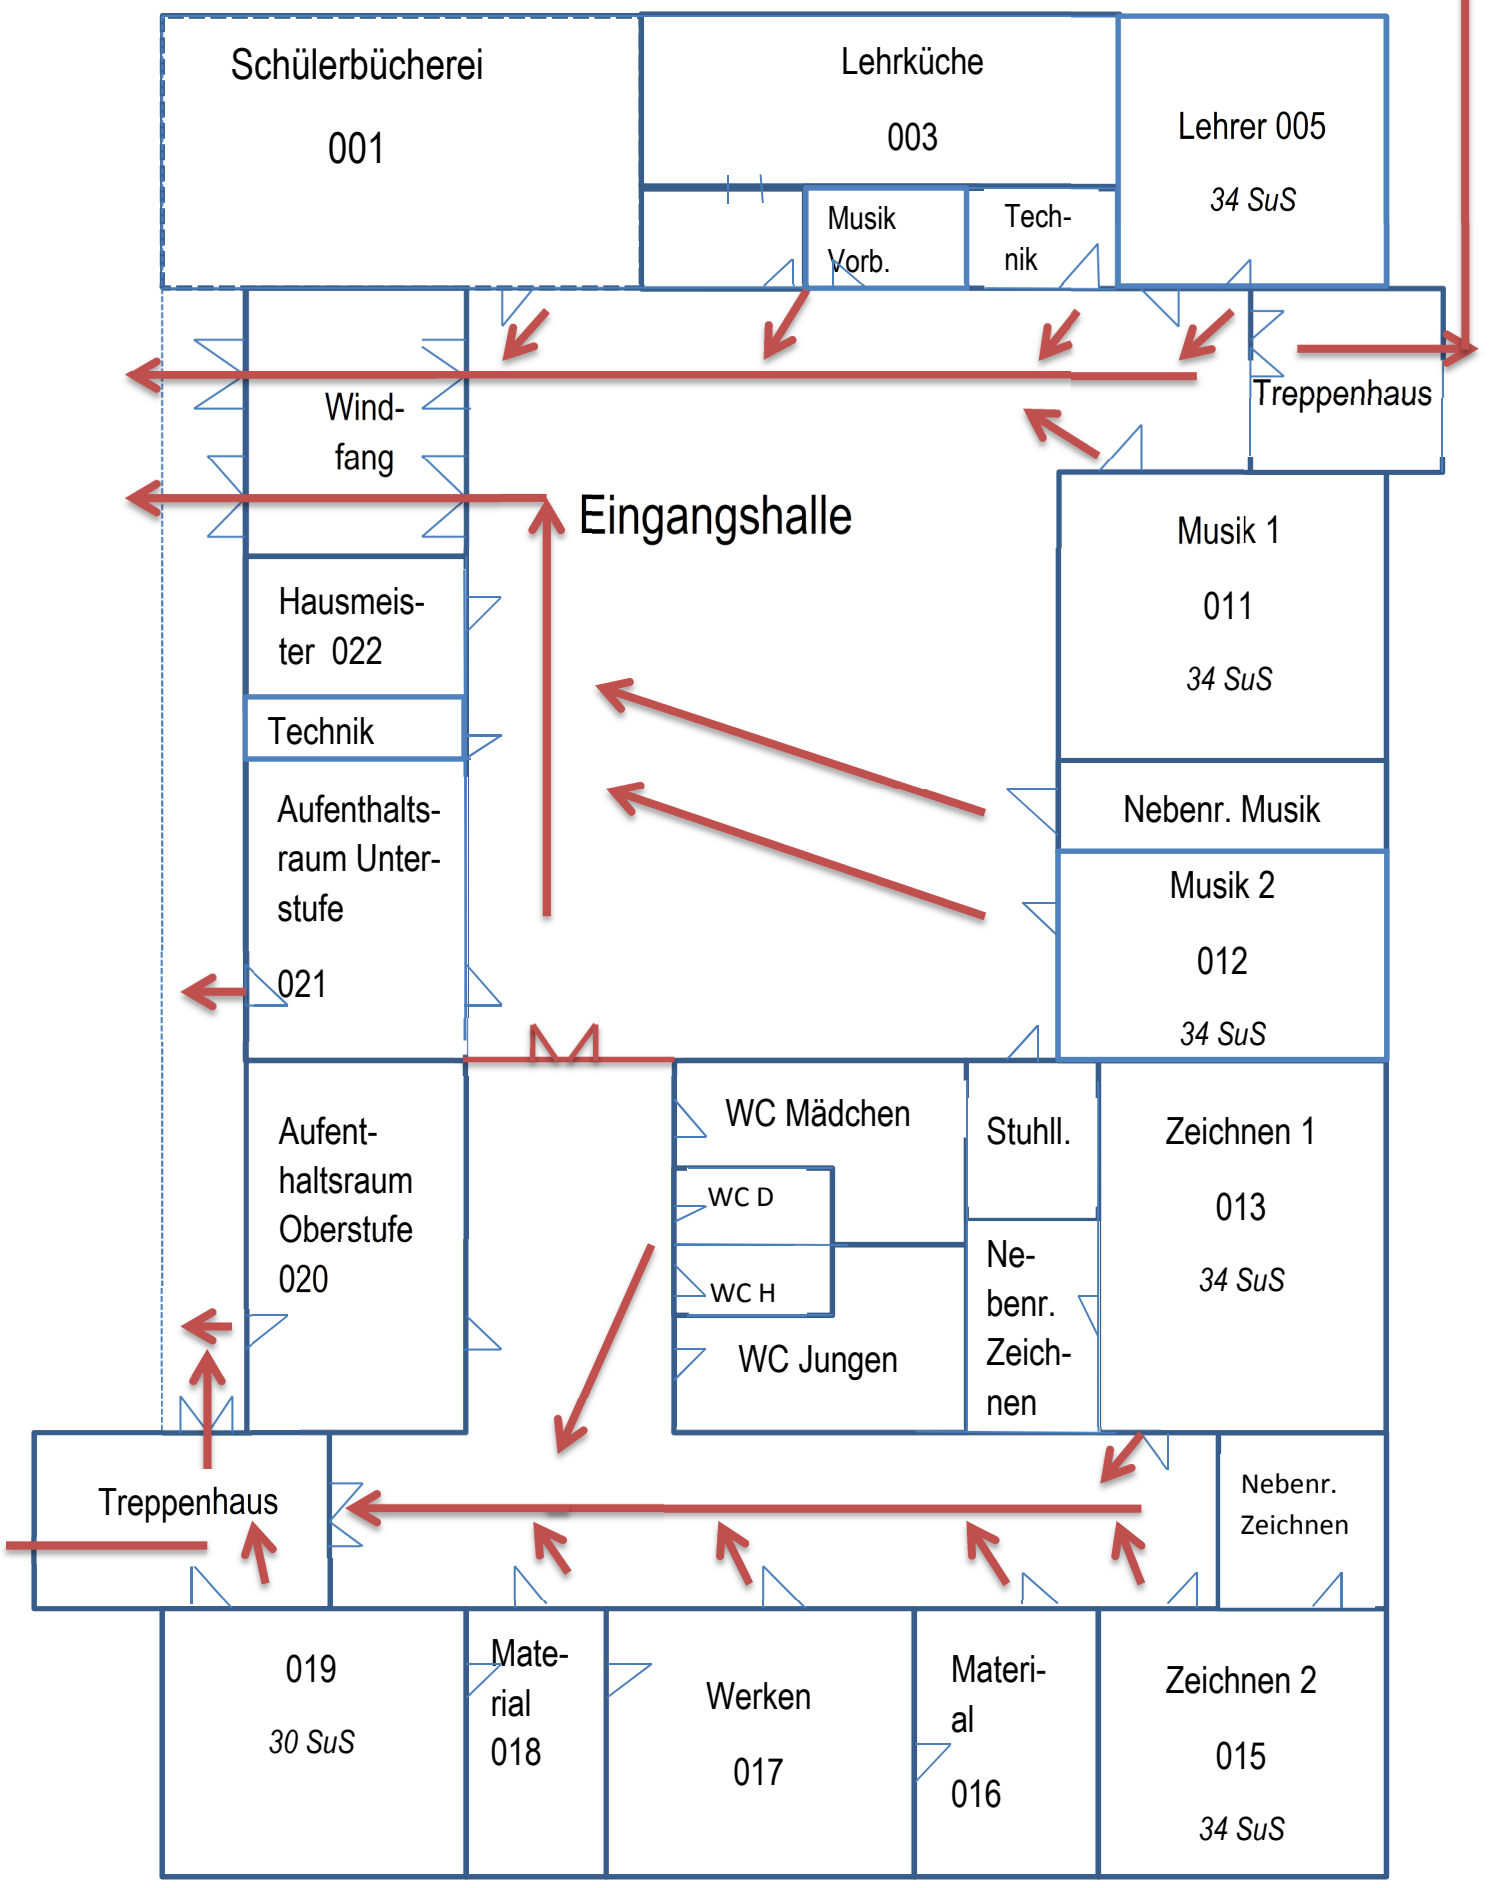 Schülerbücherei
001
Lehrküche
003
Lehrer 005
34 SuS
Musik
Vorb.
Tech-
nik
Wind-
fang
Treppenhaus
Eingangshalle
Musik 1
011
34 SuS
Hausmeis-
ter 022
Technik
Nebenr. Musik
Aufenthalts-
raum Unter-
stufe
021
Musik 2
012
34 SuS
Aufent-
haltsraum
Oberstufe
020
WC Mädchen
WC D
WC H
WC Jungen
Stuhll.
Ne-
benr.
Zeich-
nen
Zeichnen 1
013
34 SuS
Treppenhaus
Nebenr.
Zeichnen
019
30 SuS
Mate-
rial
018
Werken
017
Materi-
al
016
Zeichnen 2
015
34 SuS